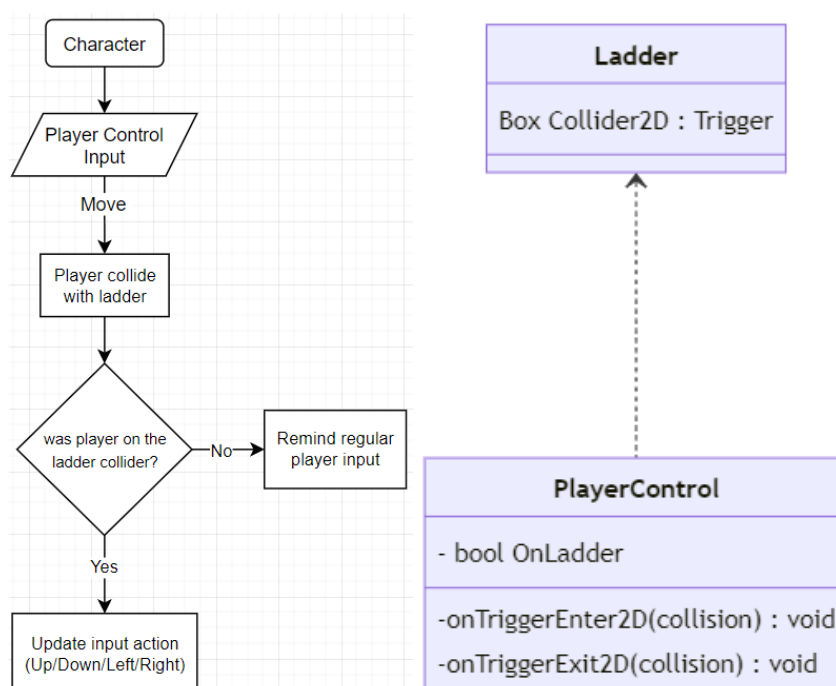 Character
Player Control
Input
Move
Player collide
with ladder
was player on the
ladder collider?
No
Remind regular
player input
Yes
Update input action
(Up/Down/Left/Right)
Ladder
Box Collider2D : Trigger
PlayerControl
- bool OnLadder
-onTriggerEnter2D(collision) : void
-onTriggerExit2D(collision) : void